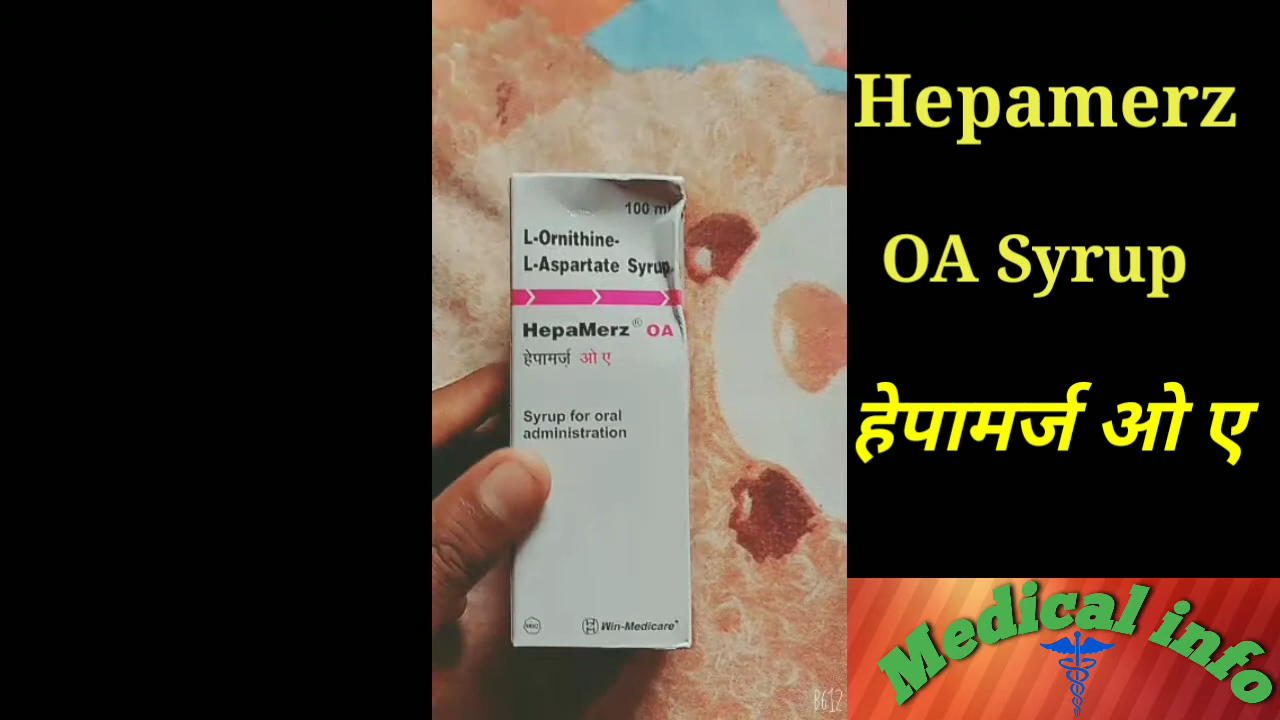 100 ml
L-Ornithine-
L-Aspartate Syrup
HepaMerz® OA
हेपामर्ज़ ओ ए
Syrup for oral
administration
Win-Medicare
B612
Hepamerz
OA Syrup
हेपामर्ज ओ ए
Medical info